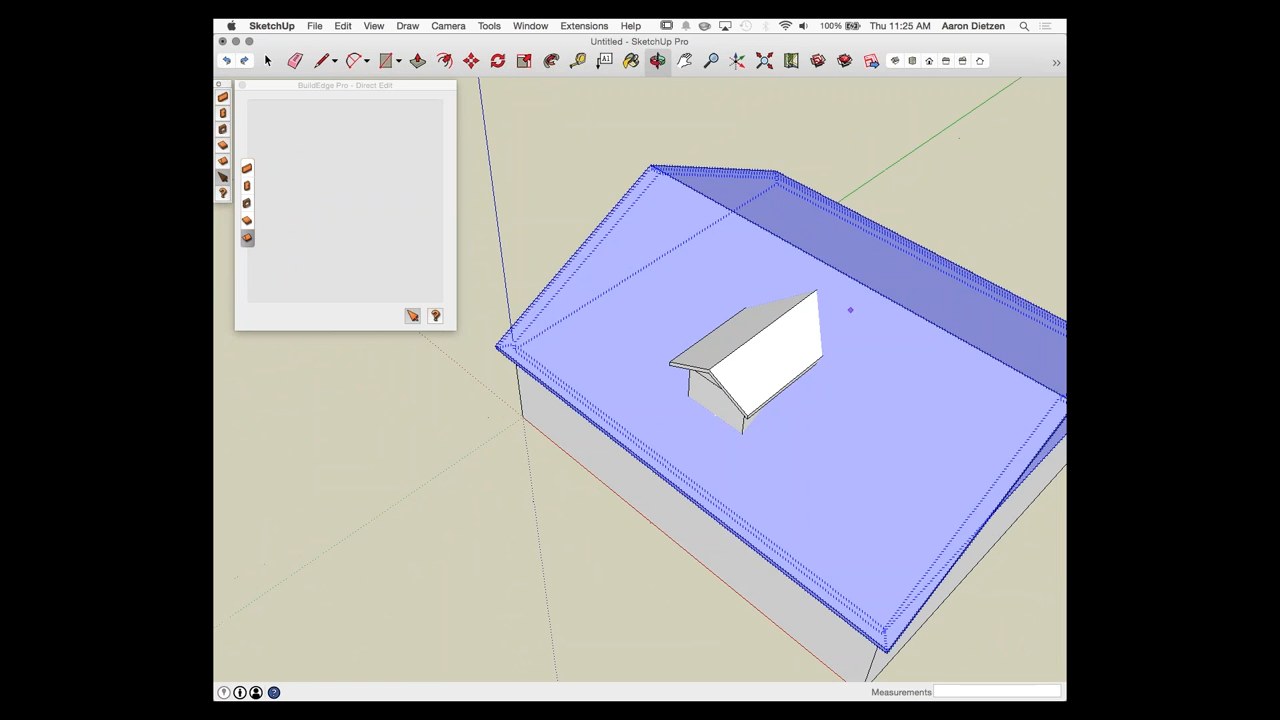 SketchUp File Edit View Draw Camera Tools Window Extensions Help 100% Thu 11:25 AM Aaron Dietzen
Untitled - SketchUp Pro
A1
BuildEdge Pro - Direct Edit
Measurements